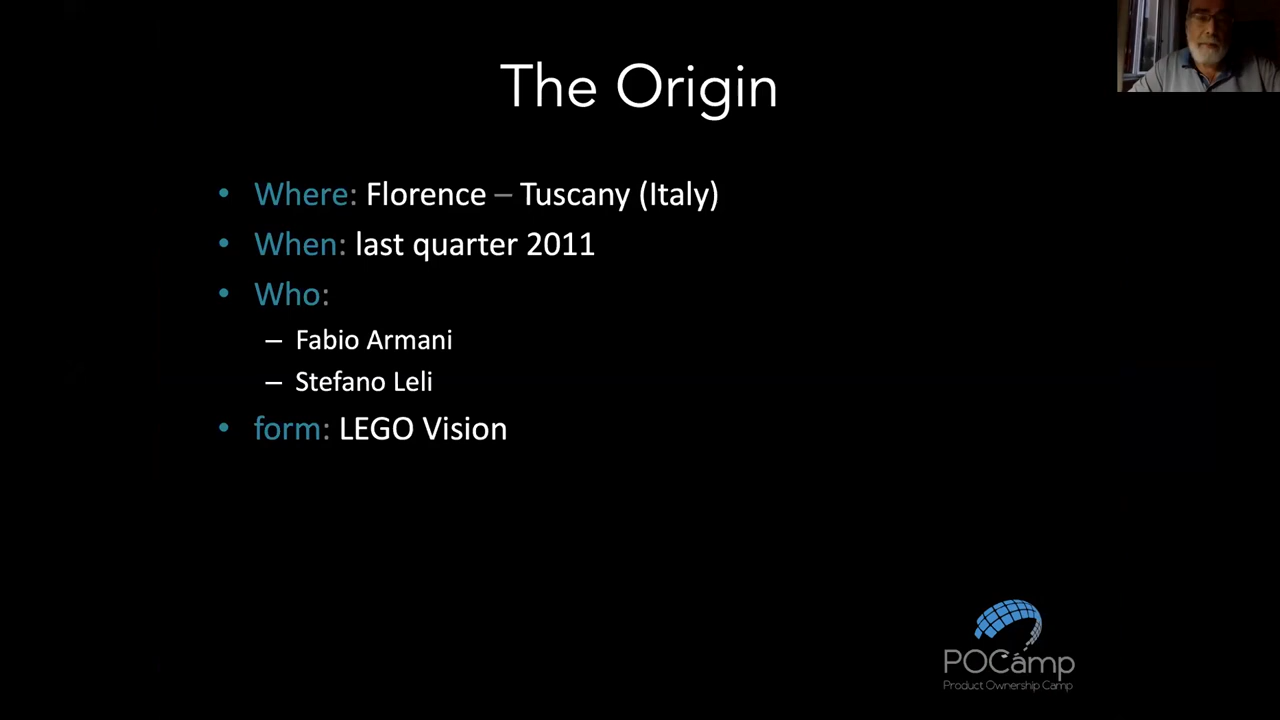 The Origin
• Where: Florence – Tuscany (Italy)
• When: last quarter 2011
• Who:
– Fabio Armani
– Stefano Leli
• form: LEGO Vision
POCamp
Product Ownership Camp